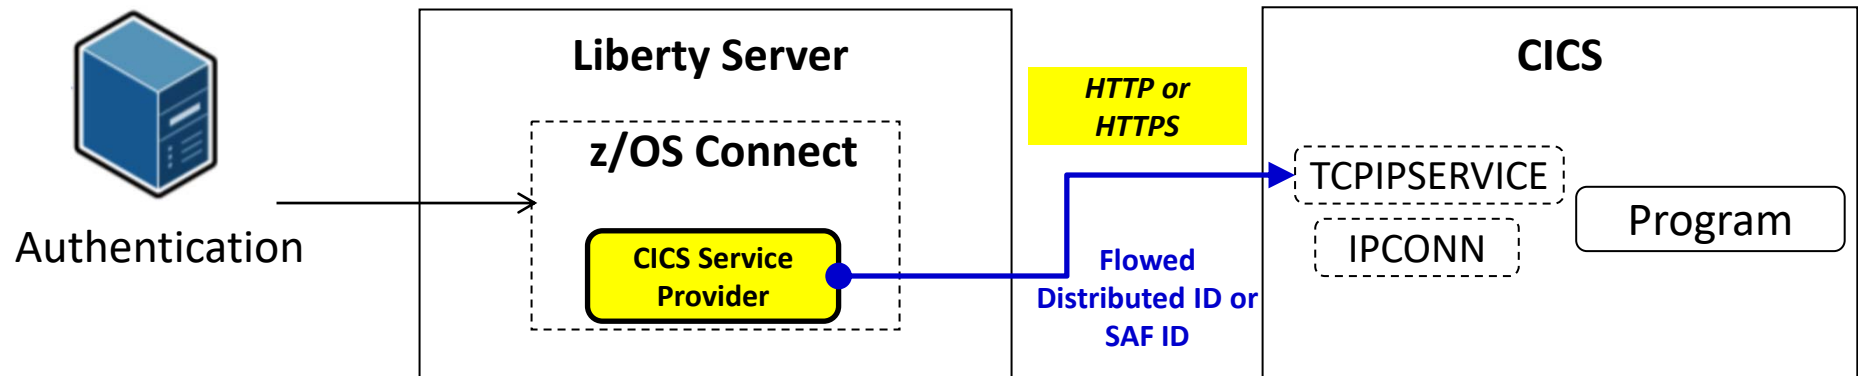 Authentication
Liberty Server
z/OS Connect
CICS Service
Provider
HTTP or
HTTPS
Flowed
Distributed ID or
SAF ID
CICS
TCPIPSERVICE
IPCONN
Program